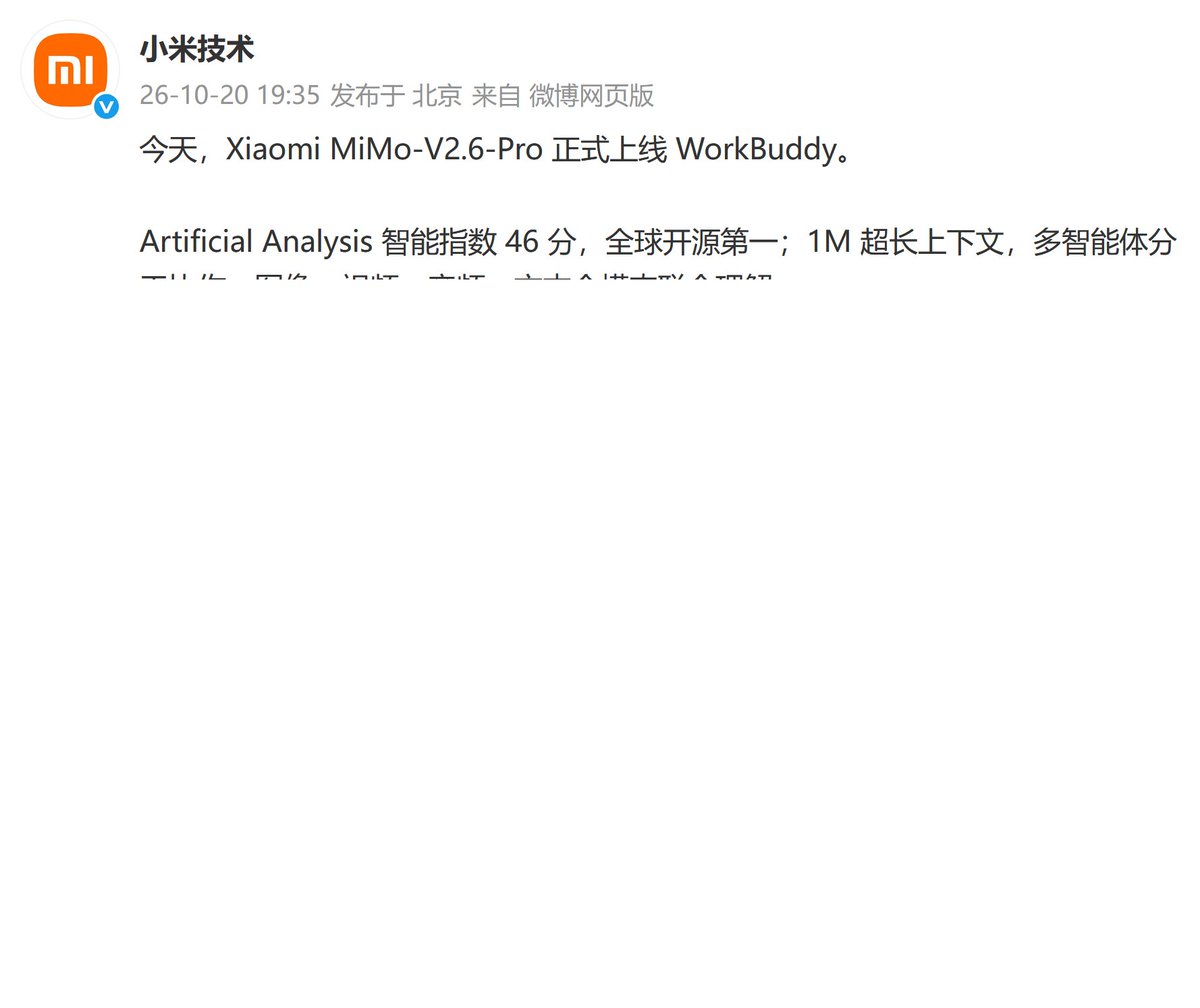 小米技术
26-10-20 19:35 发布于 北京 来自 微博网页版
今天，Xiaomi MiMo-V2.6-Pro 正式上线 WorkBuddy。
Artificial Analysis 智能指数 46 分，全球开源第一；1M 超长上下文，多智能体分